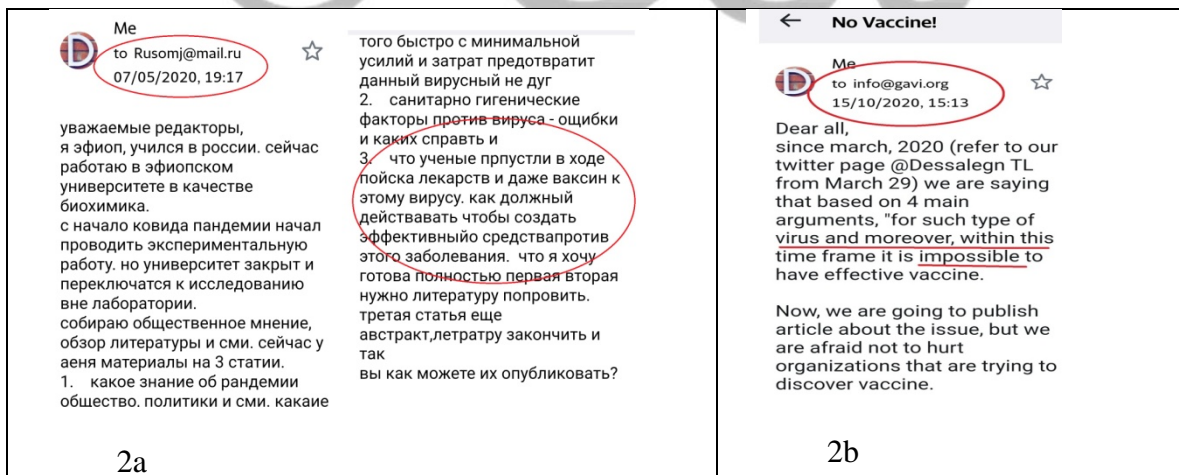 Me
to Rusomj@mail.ru
07/05/2020, 19:17
уважаемые редакторы,
я эфиоп, учился в россии. сейчас
работаю в эфиопском
университете в качестве
биохимика.
с начало ковида пандемии начал
проводить экспериментальную
работу. но университет закрыт и
переключатся к исследованию
вне лаборатории.
собираю общественное мнение,
обзор литературы и сми. сейчас у
аеня материалы на 3 статии.
1. какое знание об рандемии
общество. политики и сми. какаие
того быстро с минимальной
усилий и затрат предотвратит
данный вирусный не дуг
2. санитарно гигенические
факторы против вируса - ощибки
и каких справть и
3. что ученые прпустли в ходе
пойска лекарств и даже ваксин к
этому вирусу. как должный
действавать чтобы создать
эффективныйо средствапротив
этого заболевания. что я хочу
готова полностью первая вторая
нужно литературу попровить.
третая статья еще
австракт,летратру закончить и
так
вы как можете их опубликовать?
2a
No Vaccine!
Me
to info@gavi.org
15/10/2020, 15:13
Dear all,
since march, 2020 (refer to our
twitter page @Dessalegn TL
from March 29) we are saying
that based on 4 main
arguments, "for such type of
virus and moreover, within this
time frame it is impossible to
have effective vaccine.
Now, we are going to publish
article about the issue, but we
are afraid not to hurt
organizations that are trying to
discover vaccine.
2b